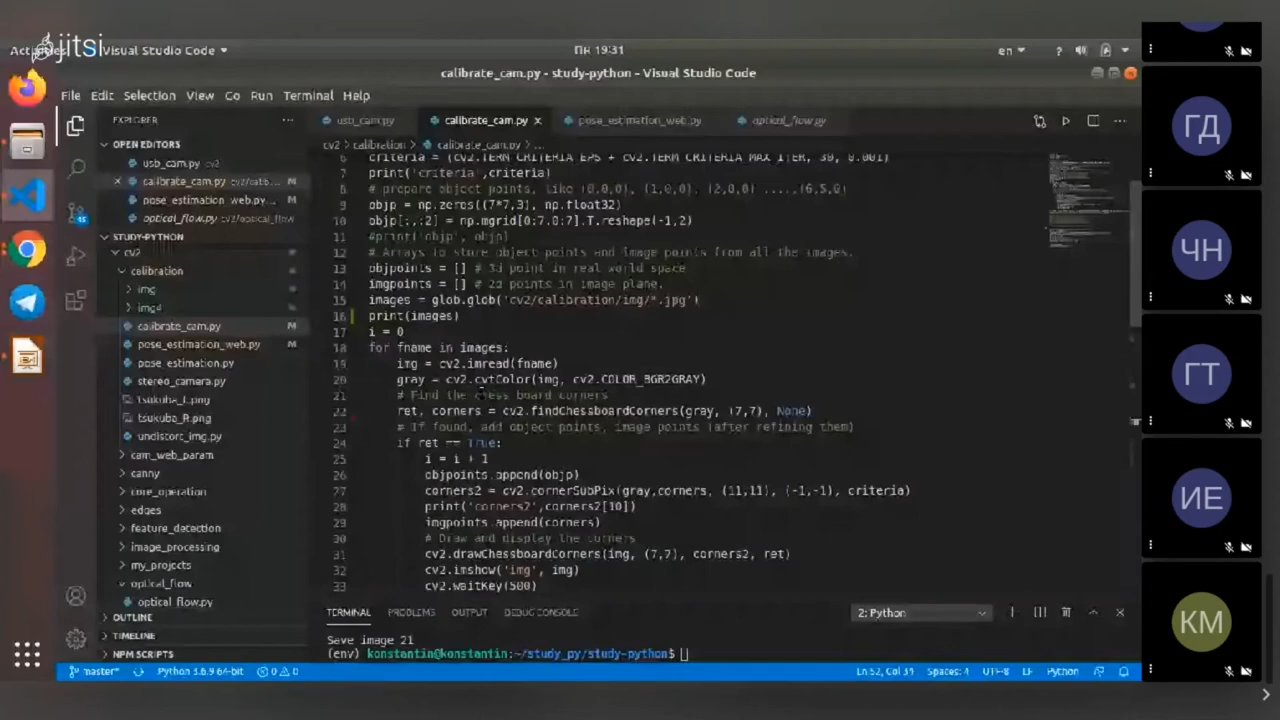 Activities
jitsi
Visual Studio Code
ПН 19:31
en
calibrate_cam.py - study-python - Visual Studio Code
File Edit Selection View Go Run Terminal Help
EXPLORER
OPEN EDITORS
usb_cam.py cv2
calibrate_cam.py cv2/calib... M
pose_estimation_web.py... M
optical_flow.py cv2/optical_flow
STUDY-PYTHON
cv2
calibration
img
img4
calibrate_cam.py M
pose_estimation_web.py M
pose_estimation.py
stereo_camera.py
tsukuba_L.png
tsukuba_R.png
undistorc_img.py
cam_web_param
canny
core_operation
edges
feature_detection
image_processing
my_projects
optical_flow
optical_flow.py
OUTLINE
TIMELINE
NPM SCRIPTS
usb_cam.py calibrate_cam.py pose_estimation_web.py optical_flow.py
cv2 > calibration > calibrate_cam.py > ...
6 criteria = (cv2.TERM_CRITERIA_EPS + cv2.TERM_CRITERIA_MAX_ITER, 30, 0.001)
7 print('criteria',criteria)
8 # prepare object points, like (0,0,0), (1,0,0), (2,0,0) ....,(6,5,0)
9 objp = np.zeros((7*7,3), np.float32)
10 objp[:,:2] = np.mgrid[0:7,0:7].T.reshape(-1,2)
11 #print('objp', objp)
12 # Arrays to store object points and image points from all the images.
13 objpoints = [] # 3d point in real world space
14 imgpoints = [] # 2d points in image plane.
15 images = glob.glob('cv2/calibration/img/*.jpg')
16 print(images)
17 i = 0
18 for fname in images:
19 img = cv2.imread(fname)
20 gray = cv2.cvtColor(img, cv2.COLOR_BGR2GRAY)
21 # Find the chess board corners
22 ret, corners = cv2.findChessboardCorners(gray, (7,7), None)
23 # If found, add object points, image points (after refining them)
24 if ret == True:
25 i = i + 1
26 objpoints.append(objp)
27 corners2 = cv2.cornerSubPix(gray,corners, (11,11), (-1,-1), criteria)
28 print('corners2',corners2[10])
29 imgpoints.append(corners)
30 # Draw and display the corners
31 cv2.drawChessboardCorners(img, (7,7), corners2, ret)
32 cv2.imshow('img', img)
33 cv2.waitKey(500)
TERMINAL PROBLEMS OUTPUT DEBUG CONSOLE
2: Python
Save image 21
(env) konstantin@konstantin:~/study_py/study-python$
master* Python 3.6.9 64-bit 0 0
Ln 52, Col 31 Spaces: 4 UTF-8 LF Python
ГД
ЧН
ГТ
ИЕ
КМ